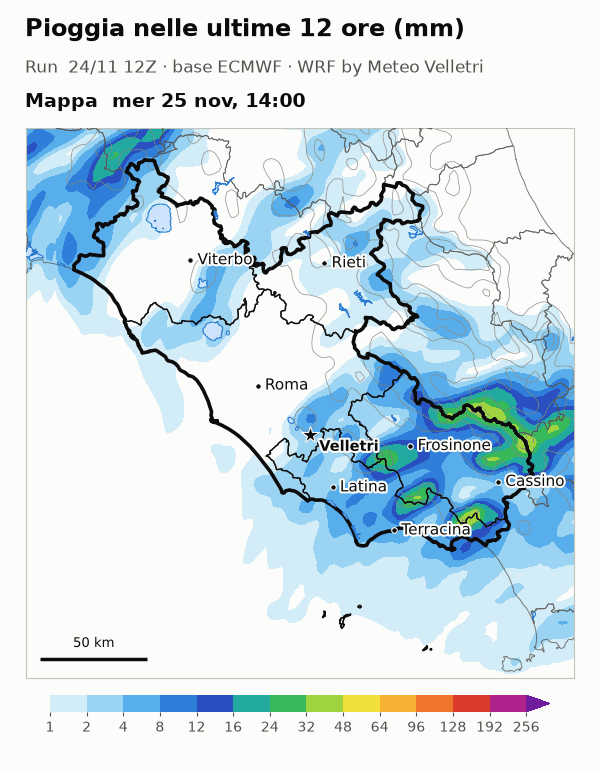 Pioggia nelle ultime 12 ore (mm)
Run  24/11 12Z · base ECMWF · WRF by Meteo Velletri
Mappa  mer 25 nov, 14:00
Viterbo
Rieti
Roma
Velletri
Frosinone
Latina
Cassino
Terracina
50 km
1 2 4 8 12 16 24 32 48 64 96 128 192 256